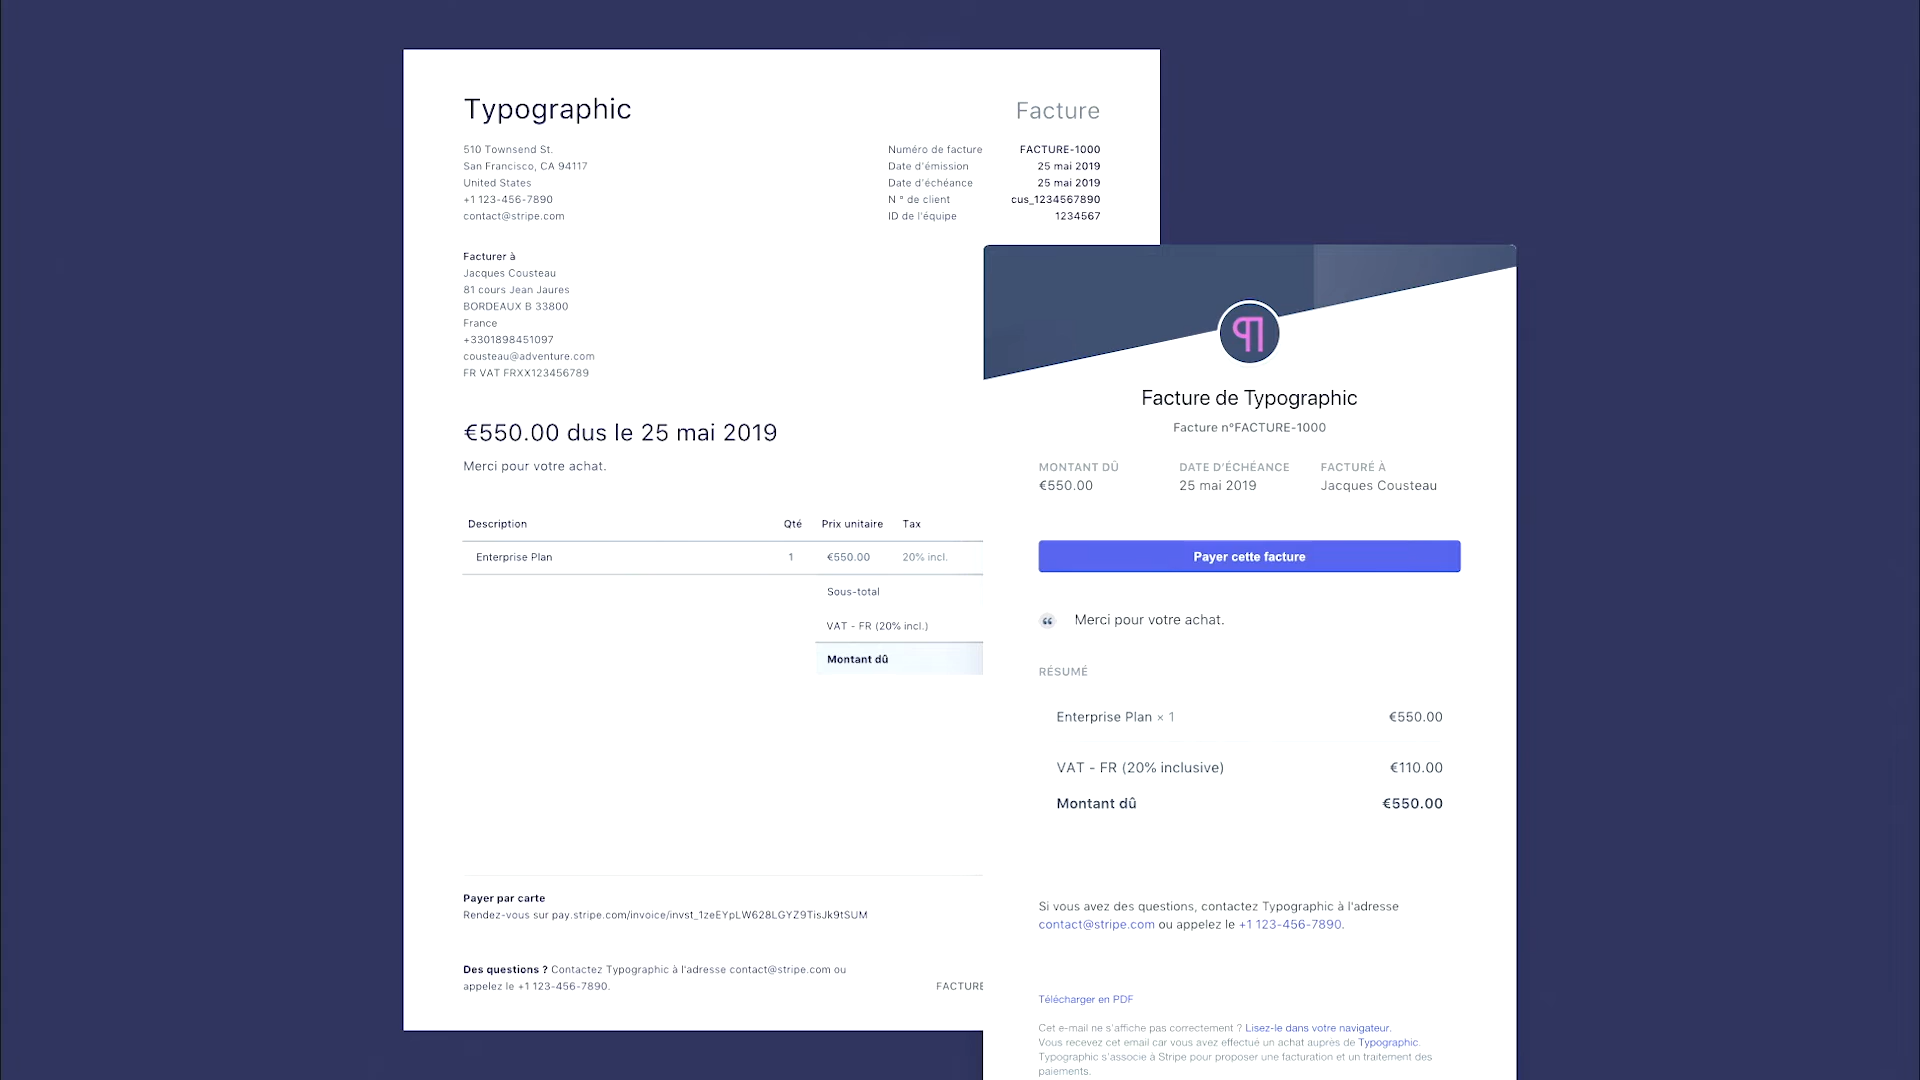 Typographic
Facture
510 Townsend St.
San Francisco, CA 94117
United States
+1 123-456-7890
contact@stripe.com
Numéro de facture FACTURE-1000
Date d'émission 25 mai 2019
Date d'échéance 25 mai 2019
N ° de client cus_1234567890
ID de l'équipe 1234567
Facturer à
Jacques Cousteau
81 cours Jean Jaures
BORDEAUX B 33800
France
+3301898451097
cousteau@adventure.com
FR VAT FRXX123456789
€550.00 dus le 25 mai 2019
Merci pour votre achat.
Description Qté Prix unitaire Tax
Enterprise Plan 1 €550.00 20% incl.
Sous-total
VAT - FR (20% incl.)
Montant dû
Payer par carte
Rendez-vous sur pay.stripe.com/invoice/invst_1zeEYpLW628LGYZ9TisJk9tSUM
Des questions ? Contactez Typographic à l'adresse contact@stripe.com ou
appelez le +1 123-456-7890.
FACTURE
Facture de Typographic
Facture n°FACTURE-1000
MONTANT DÛ DATE D'ÉCHÉANCE FACTURÉ À
€550.00 25 mai 2019 Jacques Cousteau
Payer cette facture
Merci pour votre achat.
RÉSUMÉ
Enterprise Plan × 1 €550.00
VAT - FR (20% inclusive) €110.00
Montant dû €550.00
Si vous avez des questions, contactez Typographic à l'adresse
contact@stripe.com ou appelez le +1 123-456-7890.
Télécharger en PDF
Cet e-mail ne s'affiche pas correctement ? Lisez-le dans votre navigateur.
Vous recevez cet email car vous avez effectué un achat auprès de Typographic.
Typographic s'associe à Stripe pour proposer une facturation et un traitement des
paiements.